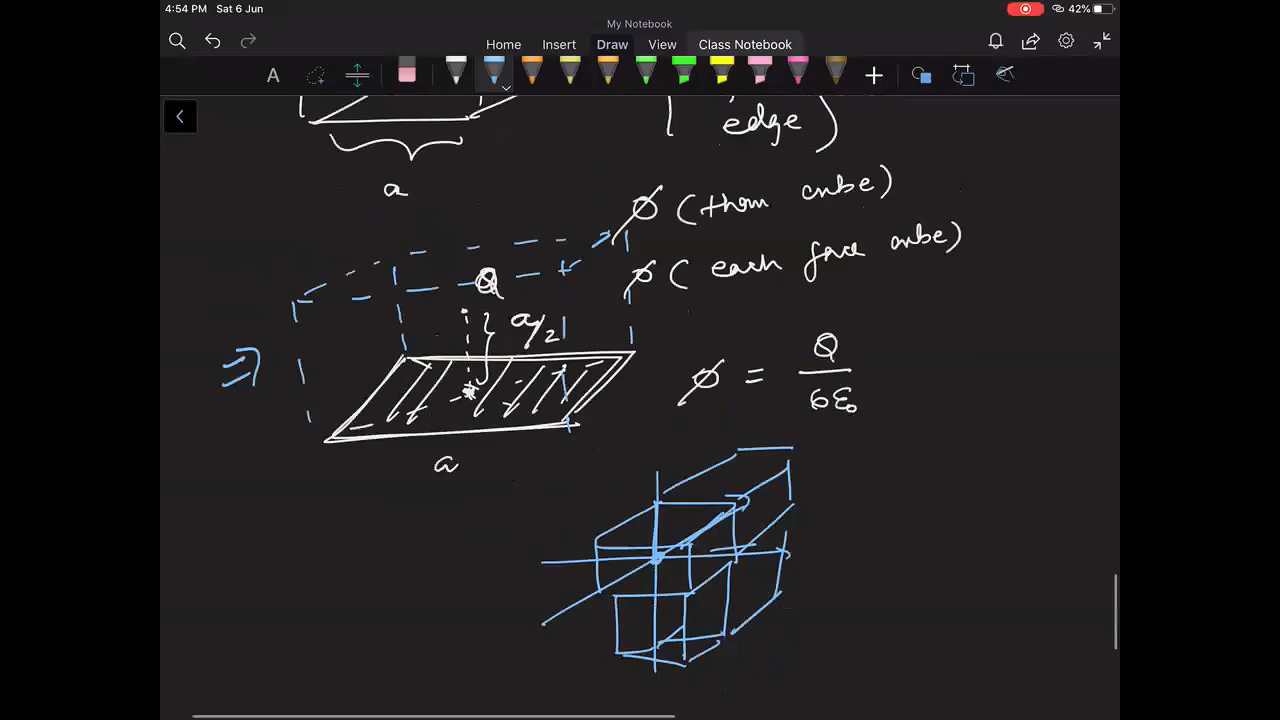 4:54 PM Sat 6 Jun
42%
My Notebook
Home Insert Draw View Class Notebook
A
edge )
a
Ø (thom cube)
Ø ( each face cube)
Q
a/2
Ø = Q / 6ε₀
a